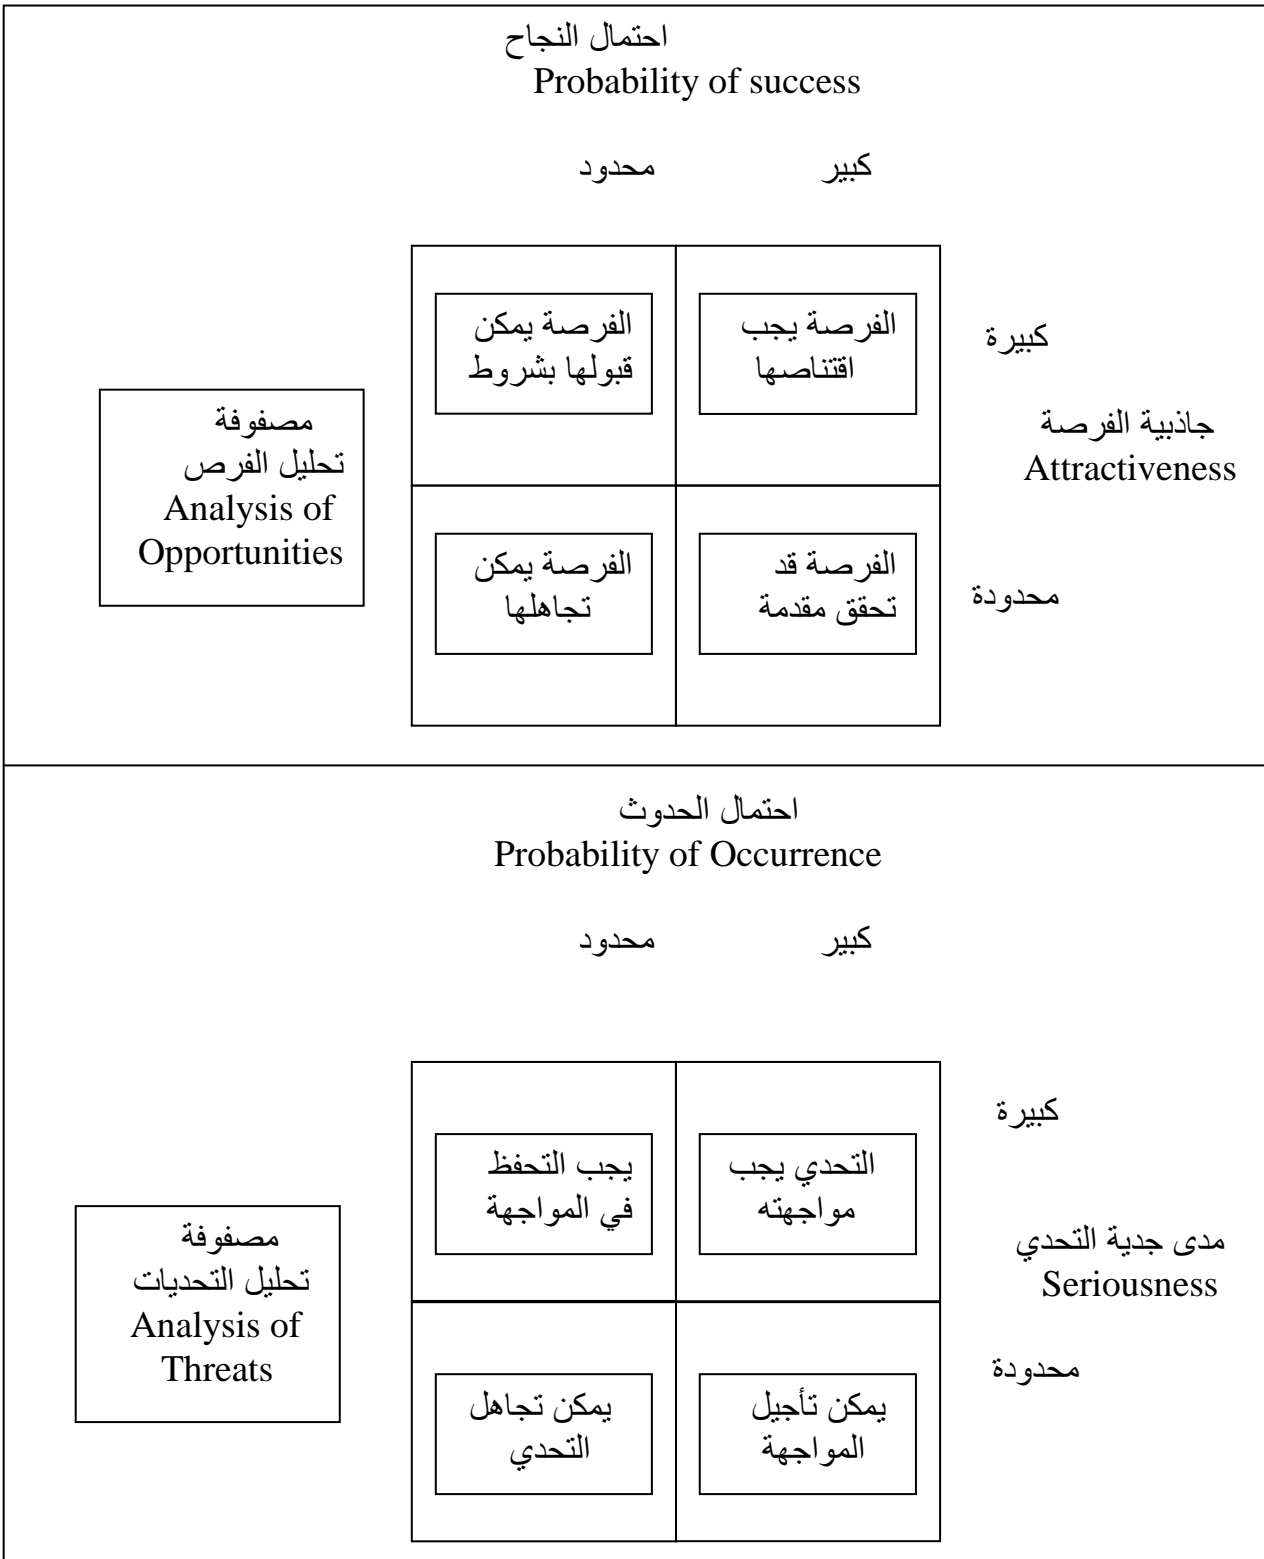 احتمال النجاح
Probability of success
كبير
محدود
كبيرة
جاذبية الفرصة
Attractiveness
محدودة
الفرصة يجب
اقتناصها
الفرصة يمكن
قبولها بشروط
الفرصة قد
تحقق مقدمة
الفرصة يمكن
تجاهلها
مصفوفة
تحليل الفرص
Analysis of
Opportunities
احتمال الحدوث
Probability of Occurrence
كبير
محدود
كبيرة
مدى جدية التحدي
Seriousness
محدودة
التحدي يجب
مواجهته
يجب التحفظ
في المواجهة
يمكن تأجيل
المواجهة
يمكن تجاهل
التحدي
مصفوفة
تحليل التحديات
Analysis of
Threats